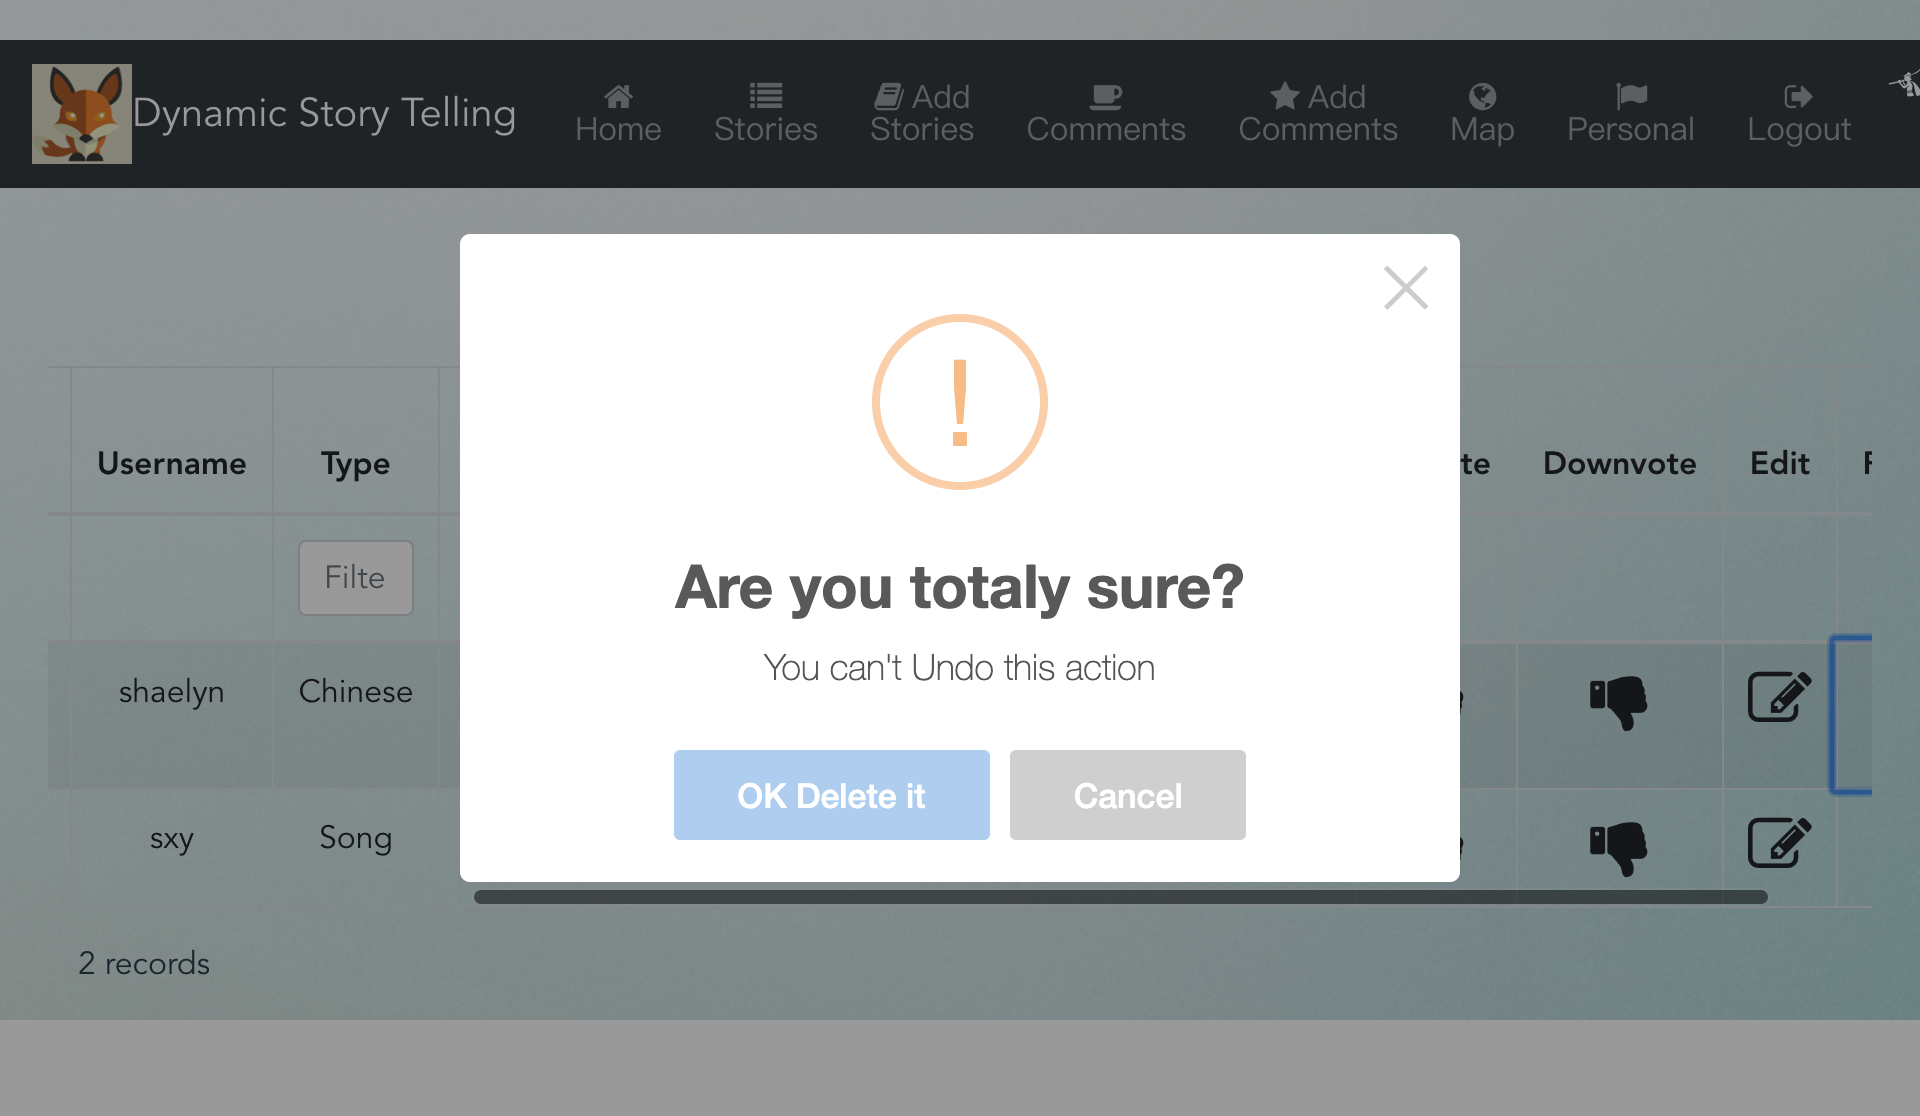 Dynamic Story Telling
Home
Stories
Add Stories
Comments
Add Comments
Map
Personal
Logout
Username
Type
te
Downvote
Edit
Filte
shaelyn
Chinese
sxy
Song
2 records
Are you totaly sure?
You can't Undo this action
OK Delete it
Cancel